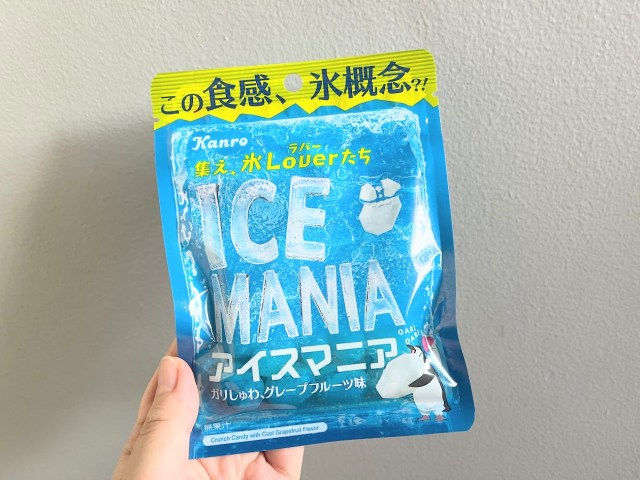 この食感、氷概念?!
Kanro
ラバー
集え、氷Loverたち
ICE
MANIA
GARI
GARI
アイスマニア
ガリしゅわ、グレープフルーツ味
無果汁
Crunch Candy with Cool Grapefruit Flavor